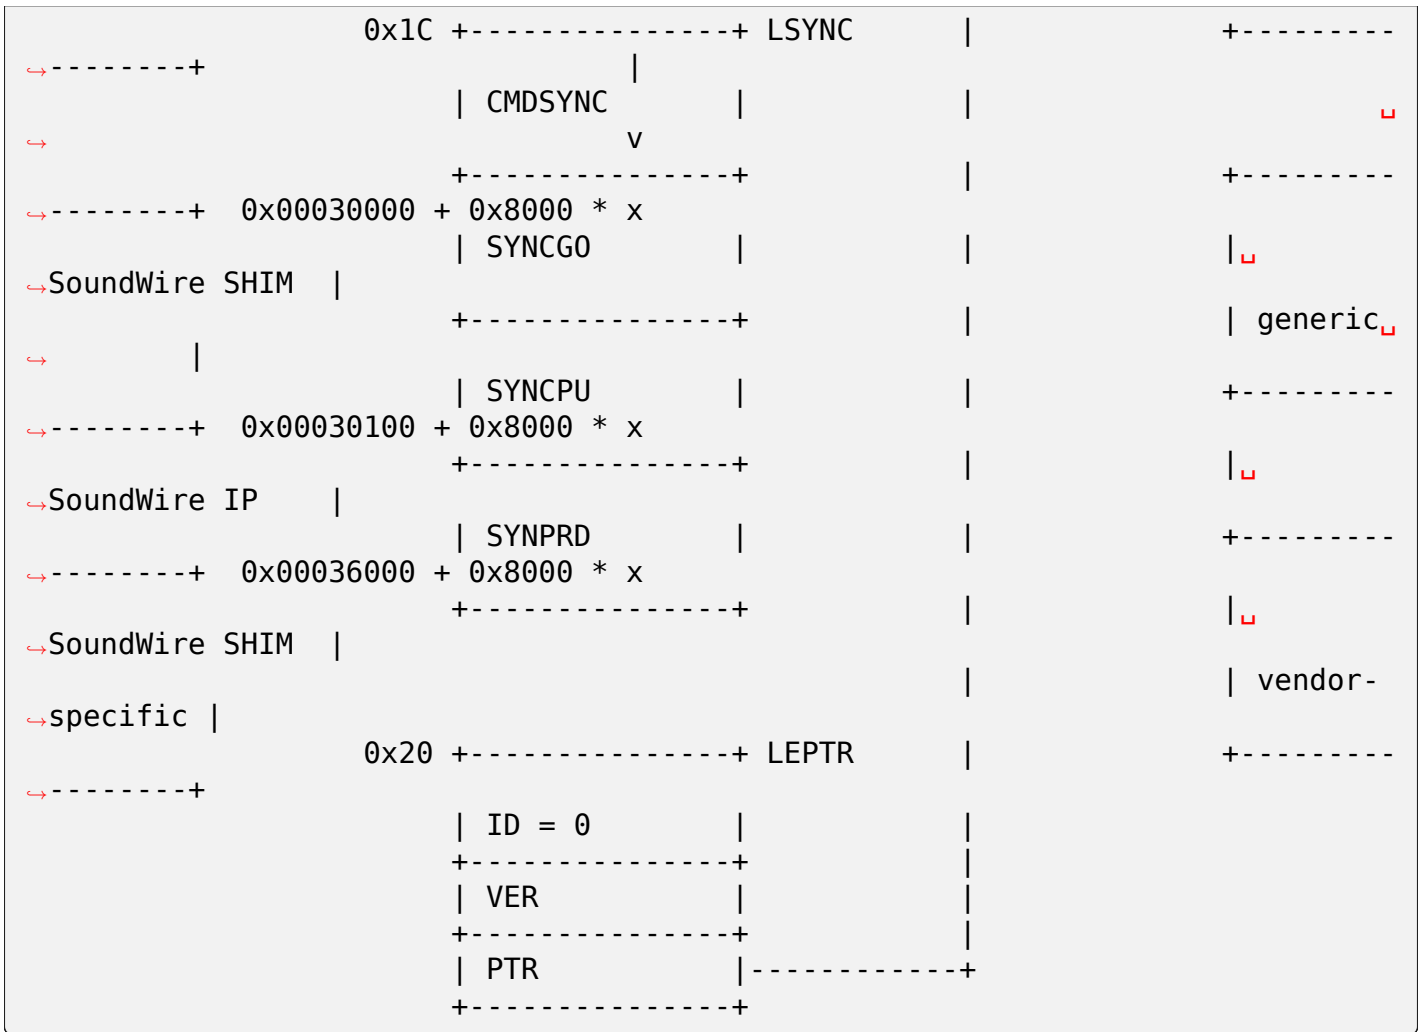 0x1C +---------------+ LSYNC      |              +---------
↪--------+                        |
                        | CMDSYNC       |            |                       ␣
↪                                 v
                        +---------------+            |              +---------
↪--------+  0x00030000 + 0x8000 * x
                        | SYNCGO        |            |              |␣
↪SoundWire SHIM  |
                        +---------------+            |              | generic␣
↪        |
                        | SYNCPU        |            |              +---------
↪--------+  0x00030100 + 0x8000 * x
                        +---------------+            |              |␣
↪SoundWire IP    |
                        | SYNPRD        |            |              +---------
↪--------+  0x00036000 + 0x8000 * x
                        +---------------+            |              |␣
↪SoundWire SHIM  |
                                                     |              | vendor-
↪specific |
                   0x20 +---------------+ LEPTR      |              +---------
↪--------+
                        | ID = 0        |            |
                        +---------------+            |
                        | VER           |            |
                        +---------------+            |
                        | PTR           |------------+
                        +---------------+